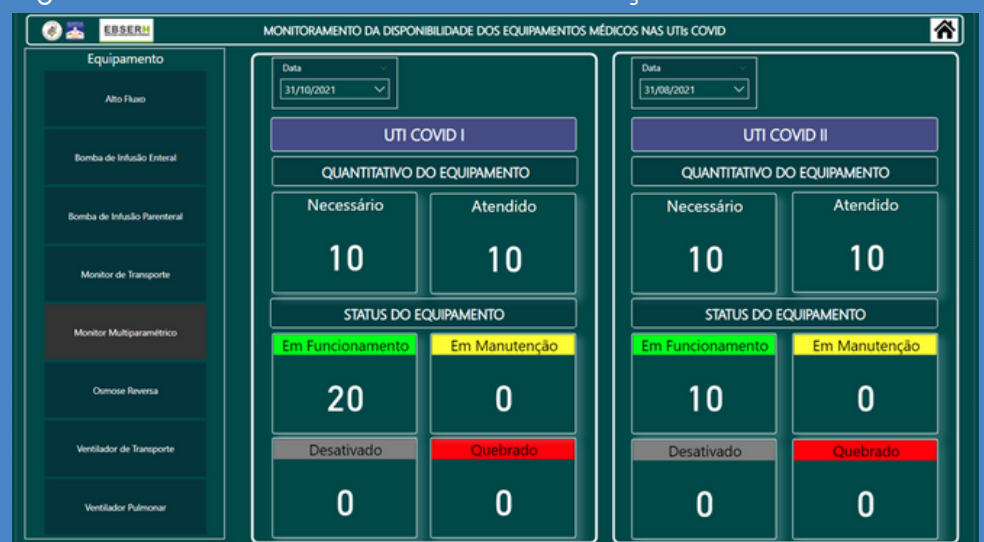 EBSERH
MONITORAMENTO DA DISPONIBILIDADE DOS EQUIPAMENTOS MÉDICOS NAS UTIs COVID
Equipamento
Alto Fluxo
Bomba de Infusão Enteral
Bomba de Infusão Parenteral
Monitor de Transporte
Monitor Multiparamétrico
Osmose Reversa
Ventilador de Transporte
Ventilador Pulmonar
Data
31/10/2021
UTI COVID I
QUANTITATIVO DO EQUIPAMENTO
Necessário Atendido
10 10
STATUS DO EQUIPAMENTO
Em Funcionamento Em Manutenção
20 0
Desativado Quebrado
0 0
Data
31/08/2021
UTI COVID II
QUANTITATIVO DO EQUIPAMENTO
Necessário Atendido
10 10
STATUS DO EQUIPAMENTO
Em Funcionamento Em Manutenção
10 0
Desativado Quebrado
0 0